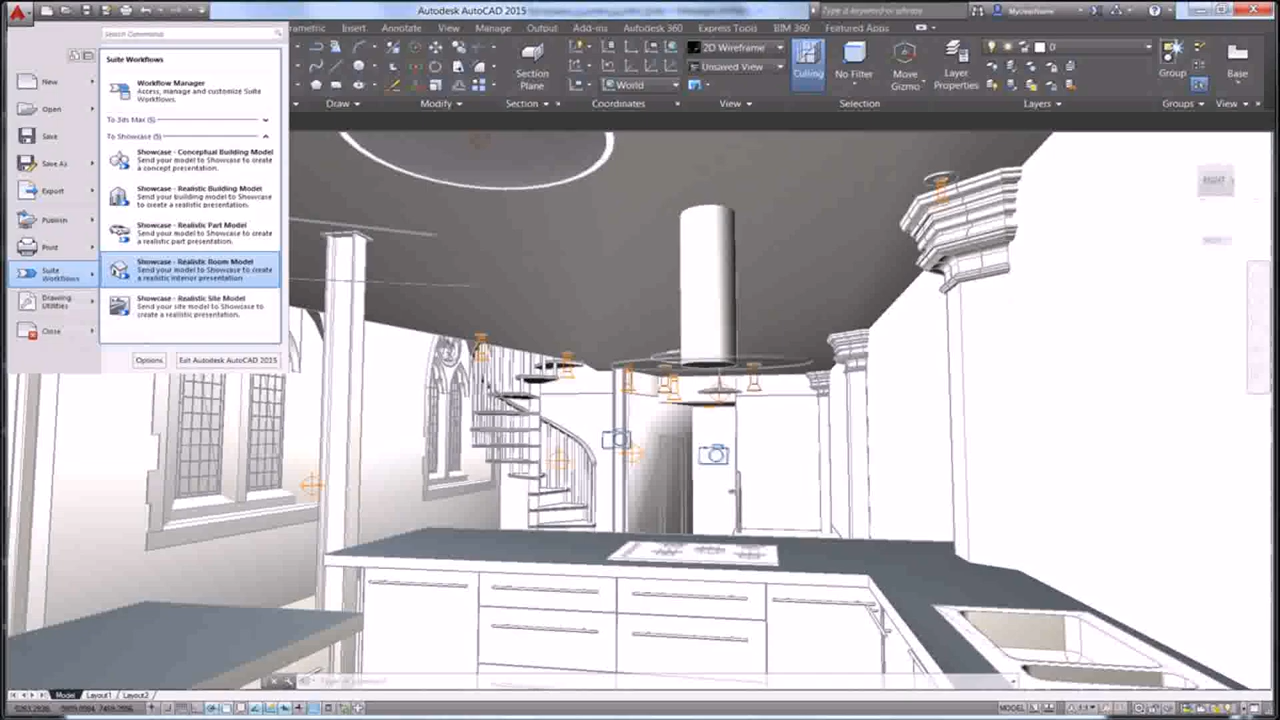 Autodesk AutoCAD 2015
Search Commands
Insert Annotate View Manage Output Add-ins Autodesk 360 Express Tools BIM 360 Featured Apps
Suite Workflows
Workflow Manager
Access, manage and customize Suite
Workflows.
To 3ds Max (5)
To Showcase (5)
Showcase - Conceptual Building Model
Send your model to Showcase to create
a concept presentation.
Showcase - Realistic Building Model
Send your building model to Showcase
to create a realistic presentation.
Showcase - Realistic Part Model
Send your model to Showcase to create
a realistic part presentation.
Showcase - Realistic Room Model
Send your model to Showcase to create
a realistic interior presentation
Showcase - Realistic Site Model
Send your site model to Showcase to
create a realistic presentation.
Options
Exit Autodesk AutoCAD 2015
New
Open
Save
Save As
Export
Publish
Print
Suite
Workflows
Drawing
Utilities
Close
Section
Plane
2D Wireframe
Unsaved View
World
Culling
No Filter
Move
Gizmo
Layer
Properties
0
Group
Base
Draw
Modify
Section
Coordinates
View
Selection
Layers
Groups
View
RIGHT
Model
Layout1
Layout2
MODEL